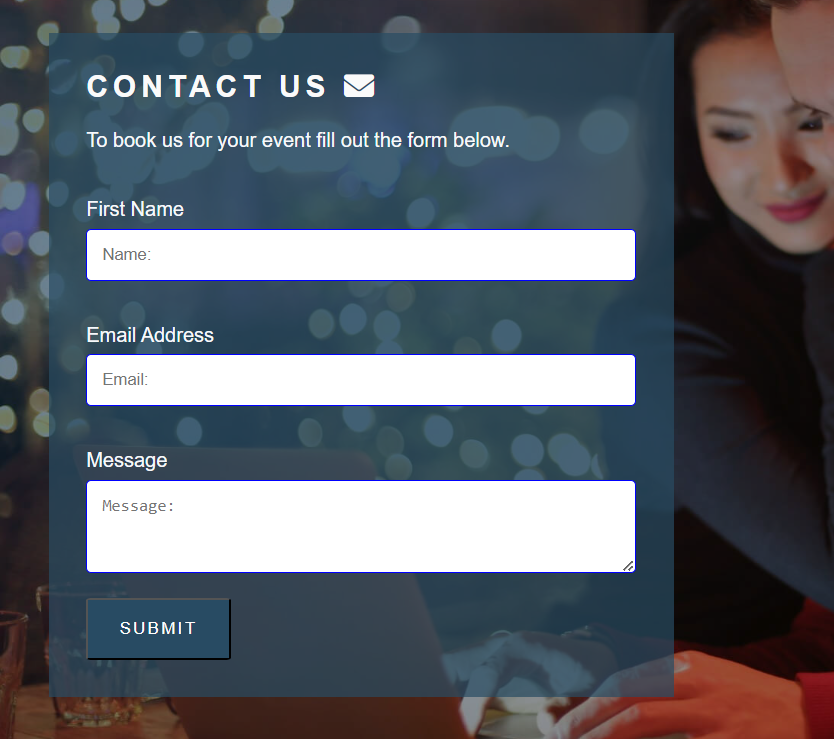 CONTACT US
To book us for your event fill out the form below.
First Name
Name:
Email Address
Email:
Message
Message:
SUBMIT